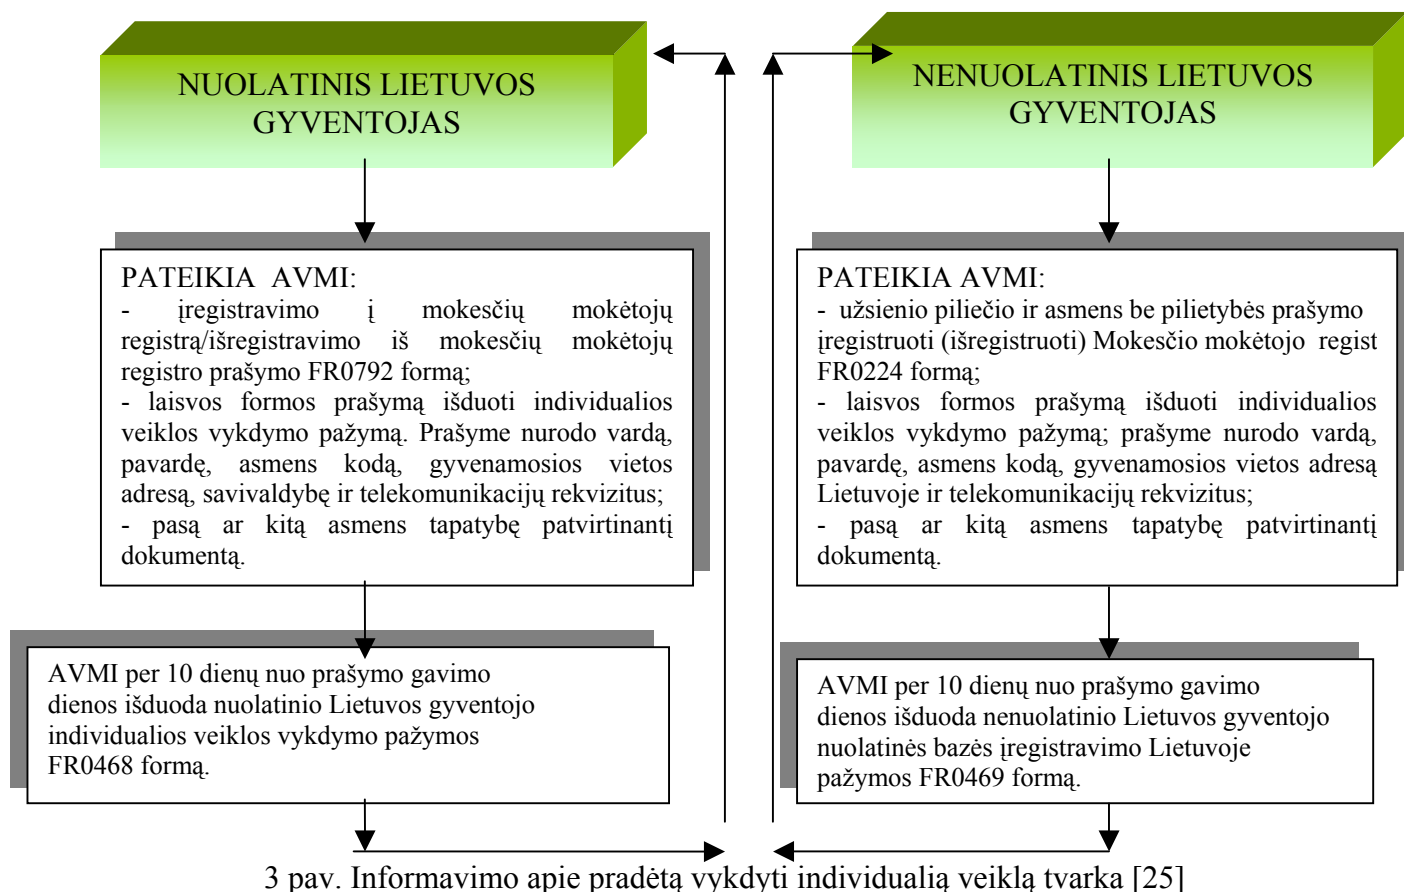 NUOLATINIS LIETUVOS
GYVENTOJAS
PATEIKIA AVMI:
- įregistravimo į mokesčių mokėtojų
registrą/išregistravimo iš mokesčių mokėtojų
registro prašymo FR0792 formą;
- laisvos formos prašymą išduoti individualios
veiklos vykdymo pažymą. Prašyme nurodo vardą,
pavardę, asmens kodą, gyvenamosios vietos
adresą, savivaldybę ir telekomunikacijų rekvizitus;
- pasą ar kitą asmens tapatybę patvirtinantį
dokumentą.
AVMI per 10 dienų nuo prašymo gavimo
dienos išduoda nuolatinio Lietuvos gyventojo
individualios veiklos vykdymo pažymos
FR0468 formą.
NENUOLATINIS LIETUVOS
GYVENTOJAS
PATEIKIA AVMI:
- užsienio piliečio ir asmens be pilietybės prašymo
įregistruoti (išregistruoti) Mokesčio mokėtojo regist
FR0224 formą;
- laisvos formos prašymą išduoti individualios
veiklos vykdymo pažymą; prašyme nurodo vardą,
pavardę, asmens kodą, gyvenamosios vietos adresą
Lietuvoje ir telekomunikacijų rekvizitus;
- pasą ar kitą asmens tapatybę patvirtinantį
dokumentą.
AVMI per 10 dienų nuo prašymo gavimo
dienos išduoda nenuolatinio Lietuvos gyventojo
nuolatinės bazės įregistravimo Lietuvoje
pažymos FR0469 formą.
3 pav. Informavimo apie pradėtą vykdyti individualią veiklą tvarka [25]